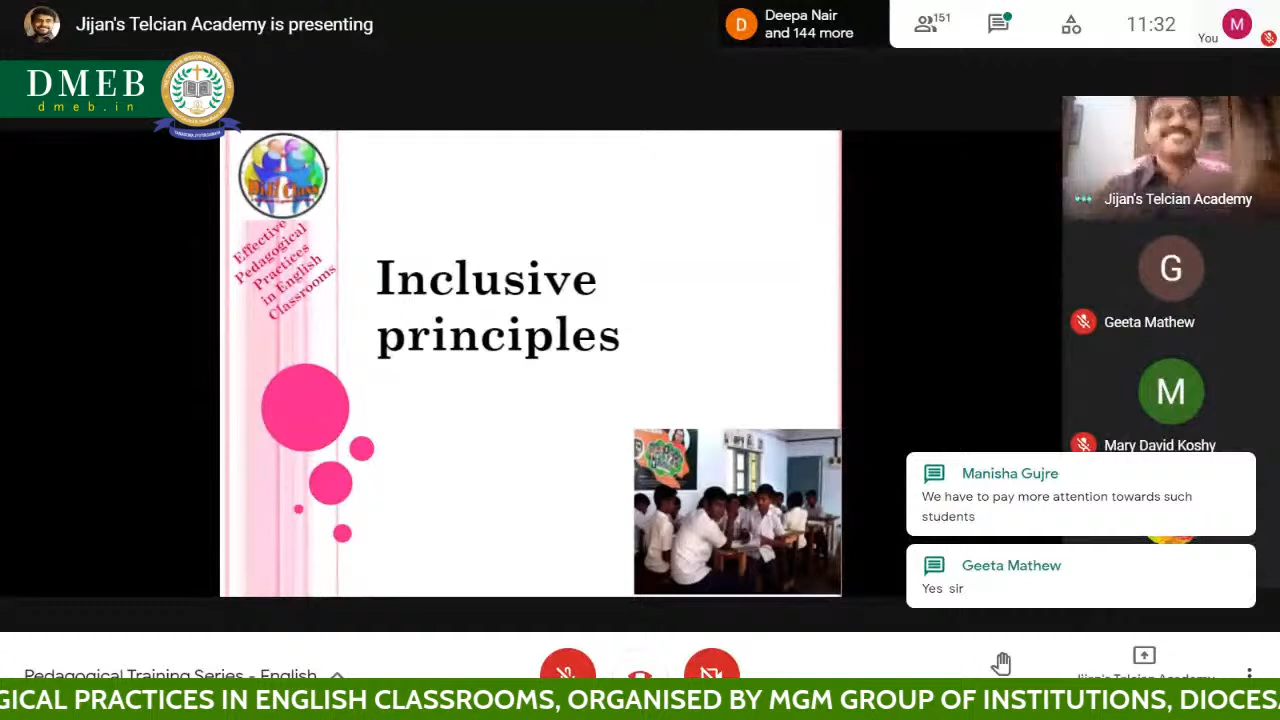 Jijan's Telcian Academy is presenting
D
Deepa Nair
and 144 more
151
11:32
You
M
DMEB
dmeb.in
Effective
Pedagogical
Practices
in English
Classrooms
Inclusive
principles
Jijan's Telcian Academy
G
Geeta Mathew
M
Mary David Koshy
Manisha Gujre
We have to pay more attention towards such
students
Geeta Mathew
Yes sir
Pedagogical Training Series - English
Jijan's Telcian Academy
GICAL PRACTICES IN ENGLISH CLASSROOMS, ORGANISED BY MGM GROUP OF INSTITUTIONS, DIOCES